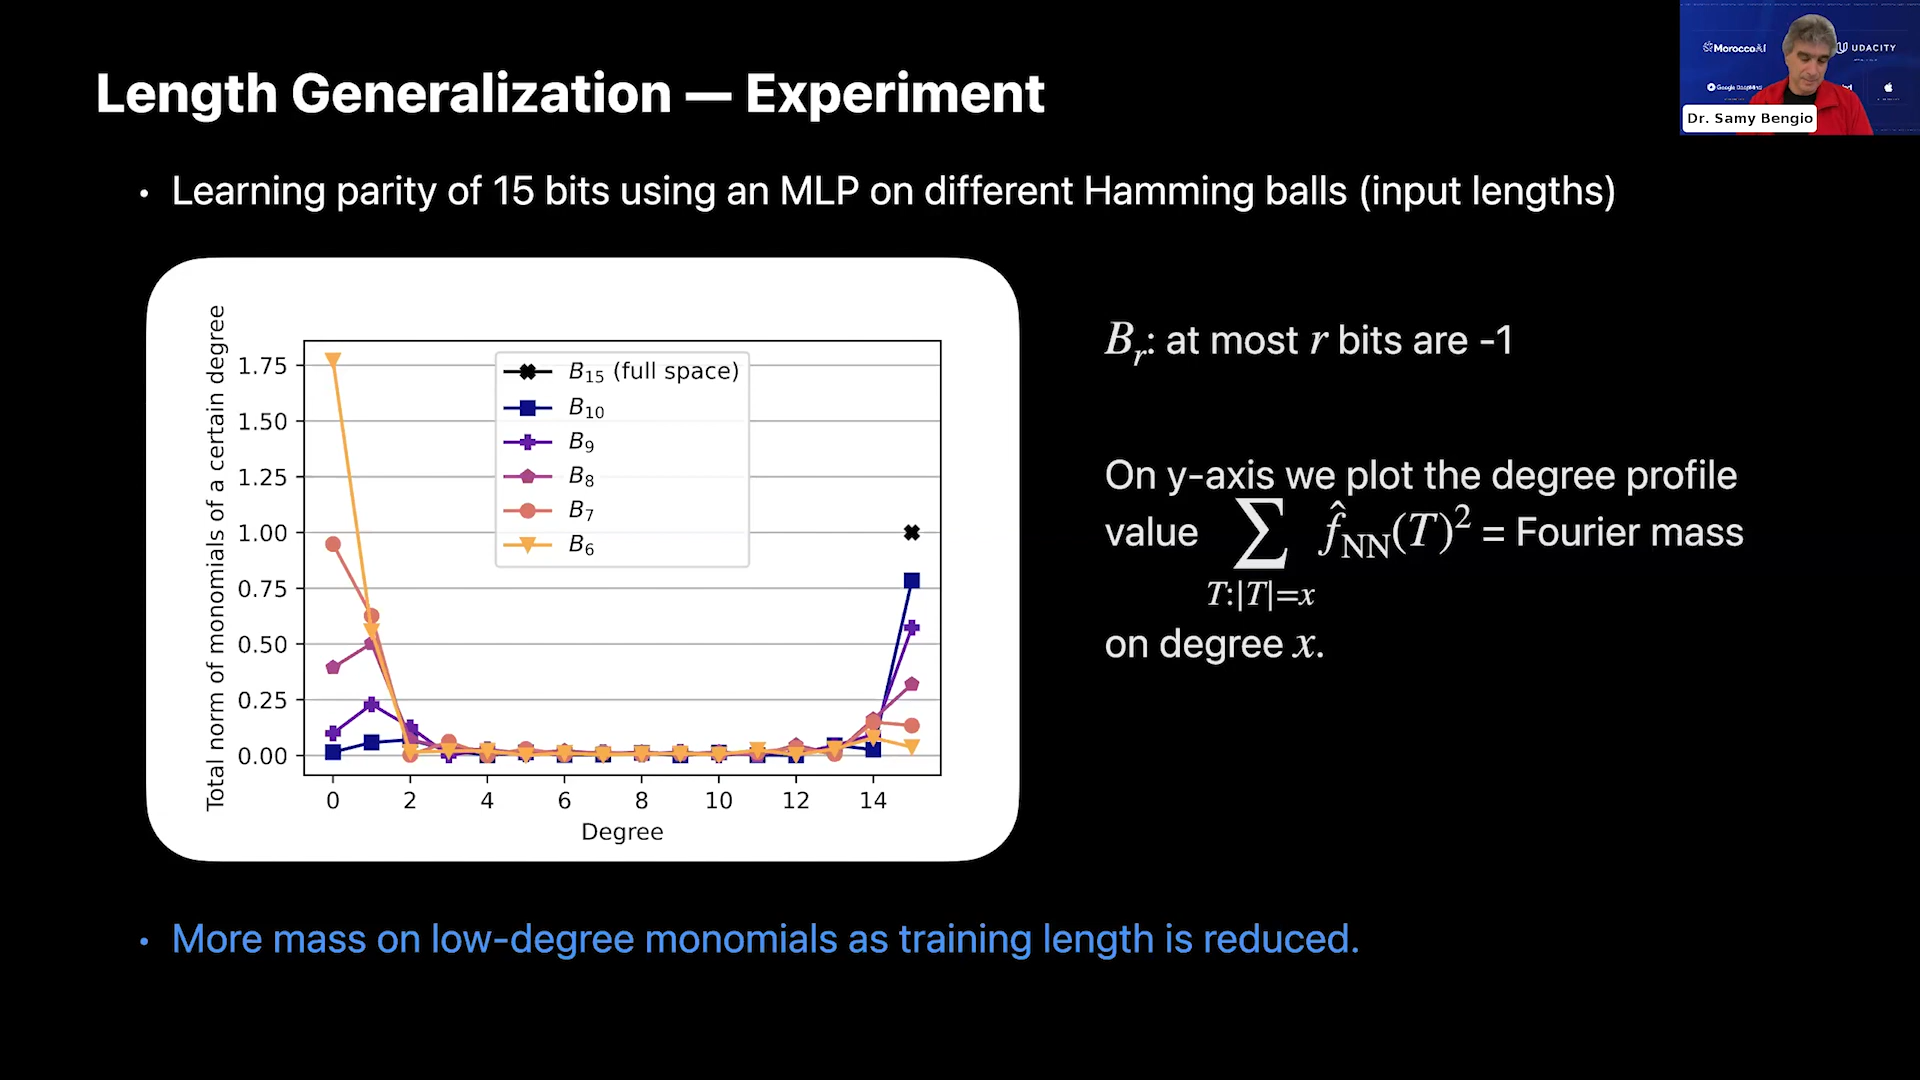 Length Generalization — Experiment
MoroccoAI
UDACITY
Google DeepMind
Dr. Samy Bengio
• Learning parity of 15 bits using an MLP on different Hamming balls (input lengths)
Total norm of monomials of a certain degree
1.75
1.50
1.25
1.00
0.75
0.50
0.25
0.00
B15 (full space)
B10
B9
B8
B7
B6
0 2 4 6 8 10 12 14
Degree
Br: at most r bits are -1
On y-axis we plot the degree profile
value ∑ f̂NN(T)² = Fourier mass
T:|T|=x
on degree x.
• More mass on low-degree monomials as training length is reduced.